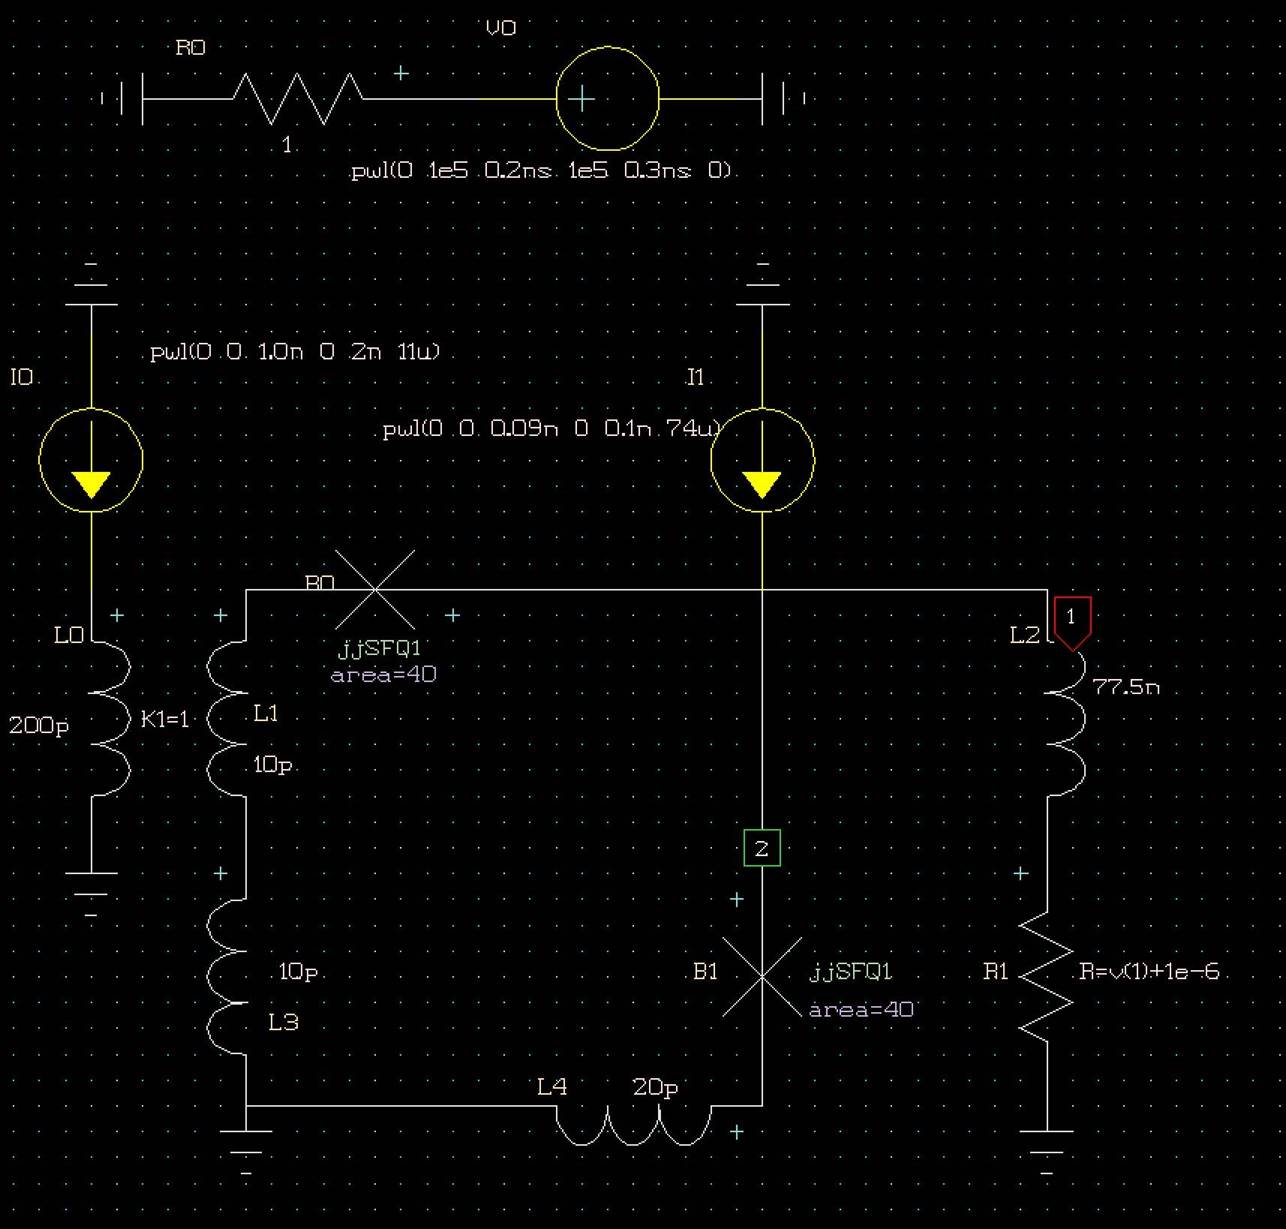 V0
R0
1
pwl(0 1e5 0.2ns 1e5 0.3ns 0)
pwl(0 0 1.0n 0 2n 11u)
I0
I1
pwl(0 0 0.09n 0 0.1n 74u)
B0
1
L0
L2
jjSFQ1
area=40
77.5n
200p
K1=1
L1
10p
2
10p
B1
jjSFQ1
R1
R=v(1)+1e-6
area=40
L3
L4
20p